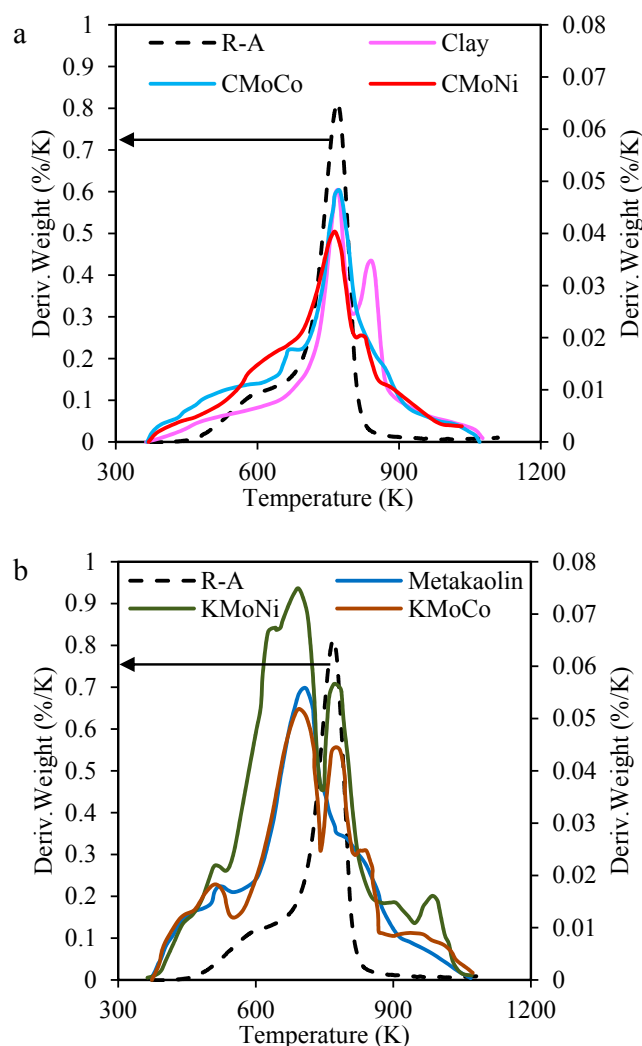 a
R-A
Clay
CMoCo
CMoNi
Deriv.Weight (%/K)
1
0.9
0.8
0.7
0.6
0.5
0.4
0.3
0.2
0.1
0
0.08
0.07
0.06
0.05
0.04
0.03
0.02
0.01
0
Deriv.Weight (%/K)
300 600 900 1200
Temperature (K)
b
R-A
Metakaolin
KMoNi
KMoCo
Deriv.Weight (%/K)
1
0.9
0.8
0.7
0.6
0.5
0.4
0.3
0.2
0.1
0
0.08
0.07
0.06
0.05
0.04
0.03
0.02
0.01
0
Deriv.Weight (%/K)
300 600 900 1200
Temperature (K)